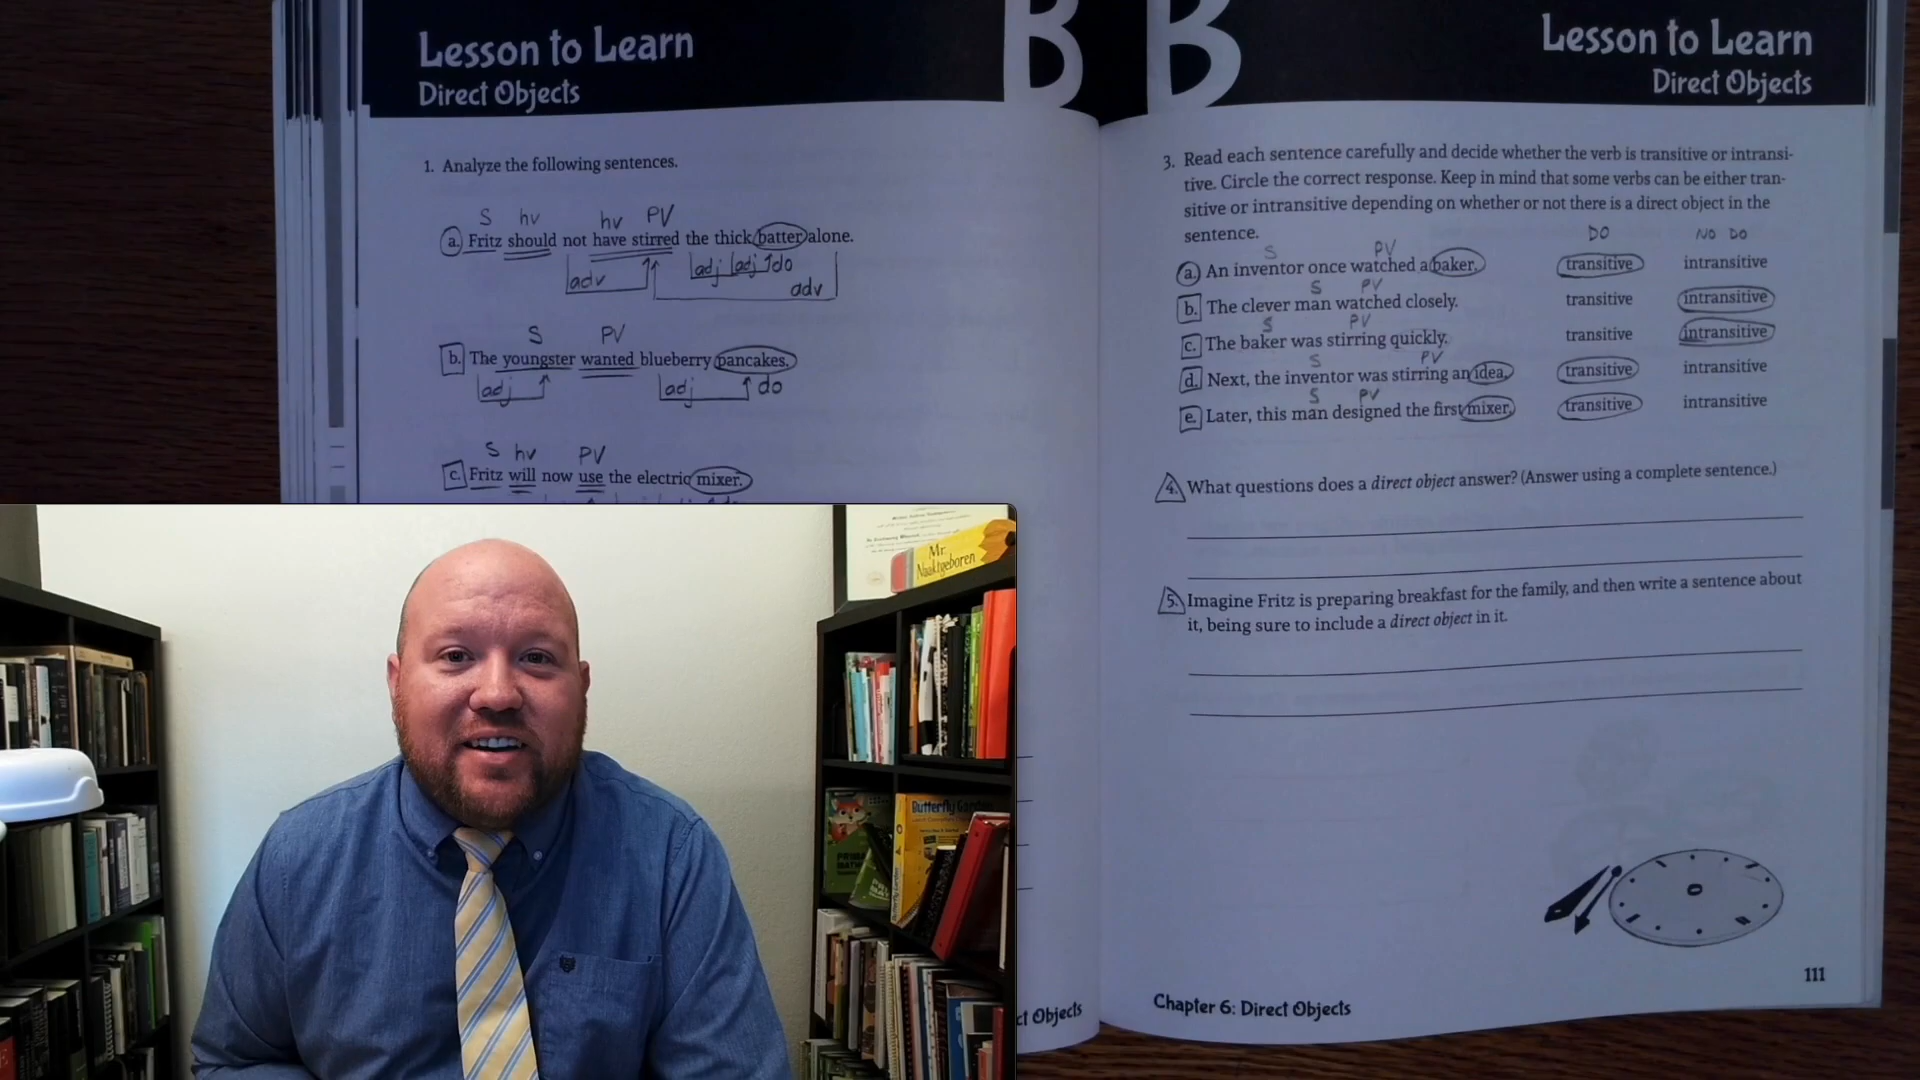 Lesson to Learn
Direct Objects
B
1. Analyze the following sentences.
S hv hv PV
a. Fritz should not have stirred the thick batter alone.
adv adj adj do
adv
S PV
b. The youngster wanted blueberry pancakes.
adj adj do
S hv PV
c. Fritz will now use the electric mixer.
Mr.
Naaktgeboren
Butterfly Garden
ct Objects
B
Lesson to Learn
Direct Objects
3. Read each sentence carefully and decide whether the verb is transitive or intransi-
tive. Circle the correct response. Keep in mind that some verbs can be either tran-
sitive or intransitive depending on whether or not there is a direct object in the
sentence.
DO NO DO
S PV
a. An inventor once watched a baker. transitive intransitive
S PV
b. The clever man watched closely. transitive intransitive
S PV
c. The baker was stirring quickly. transitive intransitive
S PV
d. Next, the inventor was stirring an idea. transitive intransitive
S PV
e. Later, this man designed the first mixer. transitive intransitive
4. What questions does a direct object answer? (Answer using a complete sentence.)
5. Imagine Fritz is preparing breakfast for the family, and then write a sentence about
it, being sure to include a direct object in it.
111
Chapter 6: Direct Objects